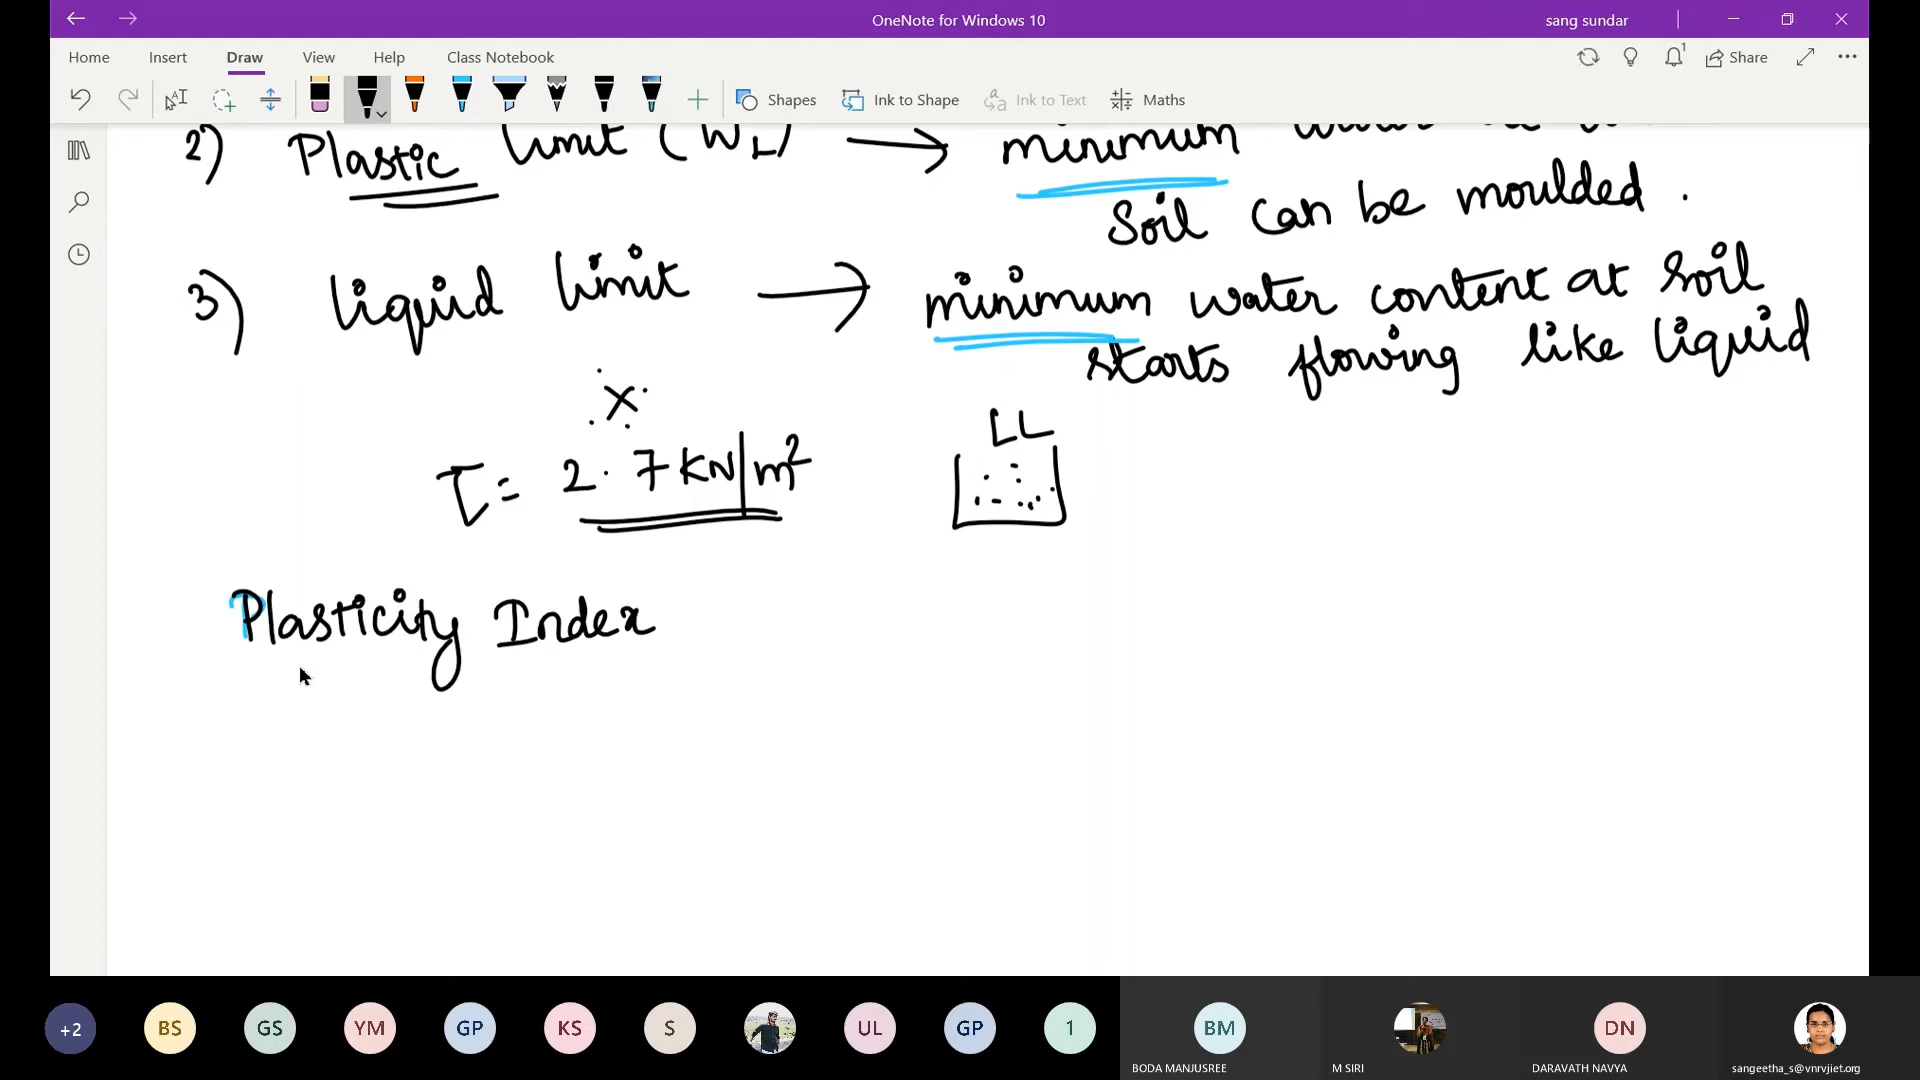 OneNote for Windows 10
sang sundar
Home Insert Draw View Help Class Notebook
1
Share
Shapes
Ink to Shape
Ink to Text
Maths
2) Plastic limit (WL) → minimum water
Soil can be moulded.
3) liquid limit → minimum water content at soil
starts flowing like liquid
X
τ = 2.7 KN/m²
LL
Plasticity Index
+2 BS GS YM GP KS S UL GP 1 BM DN
BODA MANJUSREE
M SIRI
DARAVATH NAVYA
sangeetha_s@vnrvjiet.org